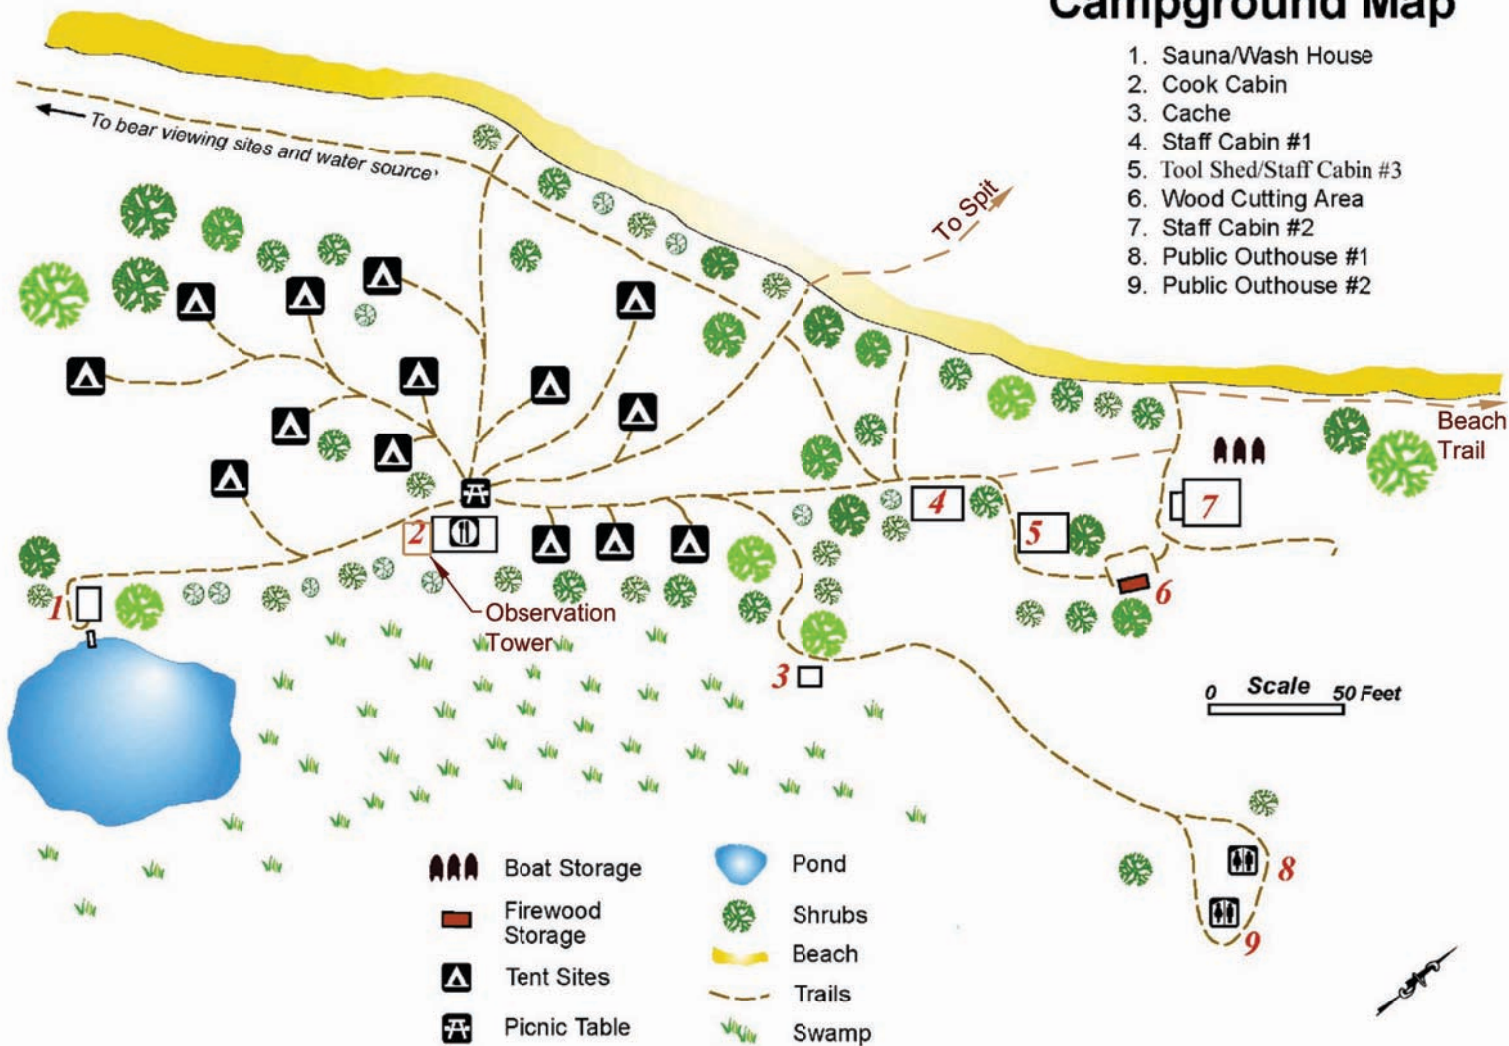 Campground Map
1. Sauna/Wash House
2. Cook Cabin
3. Cache
4. Staff Cabin #1
5. Tool Shed/Staff Cabin #3
6. Wood Cutting Area
7. Staff Cabin #2
8. Public Outhouse #1
9. Public Outhouse #2
To bear viewing sites and water source
To Spit
Beach
Trail
4
7
5
2
6
1
Observation
Tower
3
0 Scale 50 Feet
8
9
Boat Storage
Firewood
Storage
Tent Sites
Picnic Table
Pond
Shrubs
Beach
Trails
Swamp